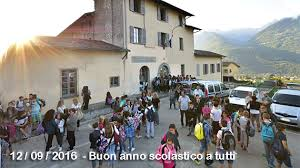 12 / 09 / 2016 - Buon anno scolastico a tutti